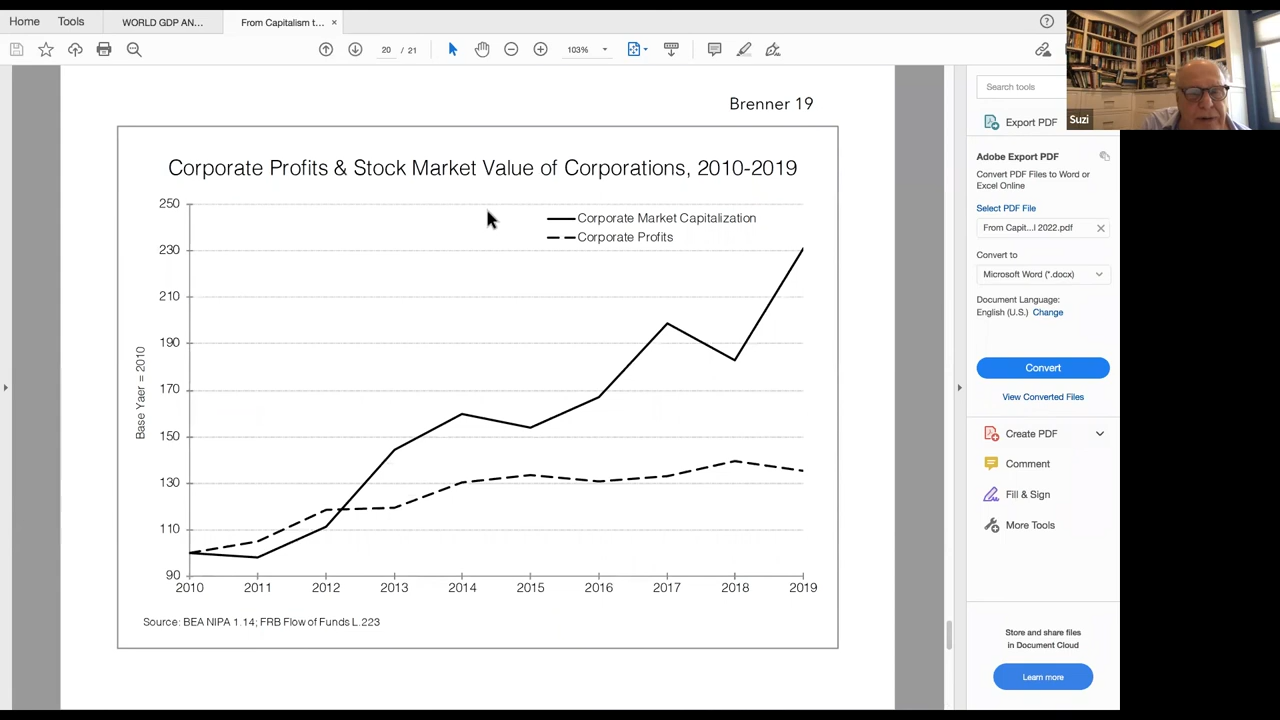 Home
Tools
WORLD GDP AN...
From Capitalism t... ×
20 / 21
103%
Search tools
Suzi
Export PDF
Adobe Export PDF
Convert PDF Files to Word or
Excel Online
Select PDF File
From Capit...l 2022.pdf
Convert to
Microsoft Word (*.docx)
Document Language:
English (U.S.) Change
Convert
View Converted Files
Create PDF
Comment
Fill & Sign
More Tools
Store and share files
in Document Cloud
Learn more
Brenner 19
Corporate Profits & Stock Market Value of Corporations, 2010-2019
Corporate Market Capitalization
Corporate Profits
Base Yaer = 2010
250
230
210
190
170
150
130
110
90
2010 2011 2012 2013 2014 2015 2016 2017 2018 2019
Source: BEA NIPA 1.14; FRB Flow of Funds L.223